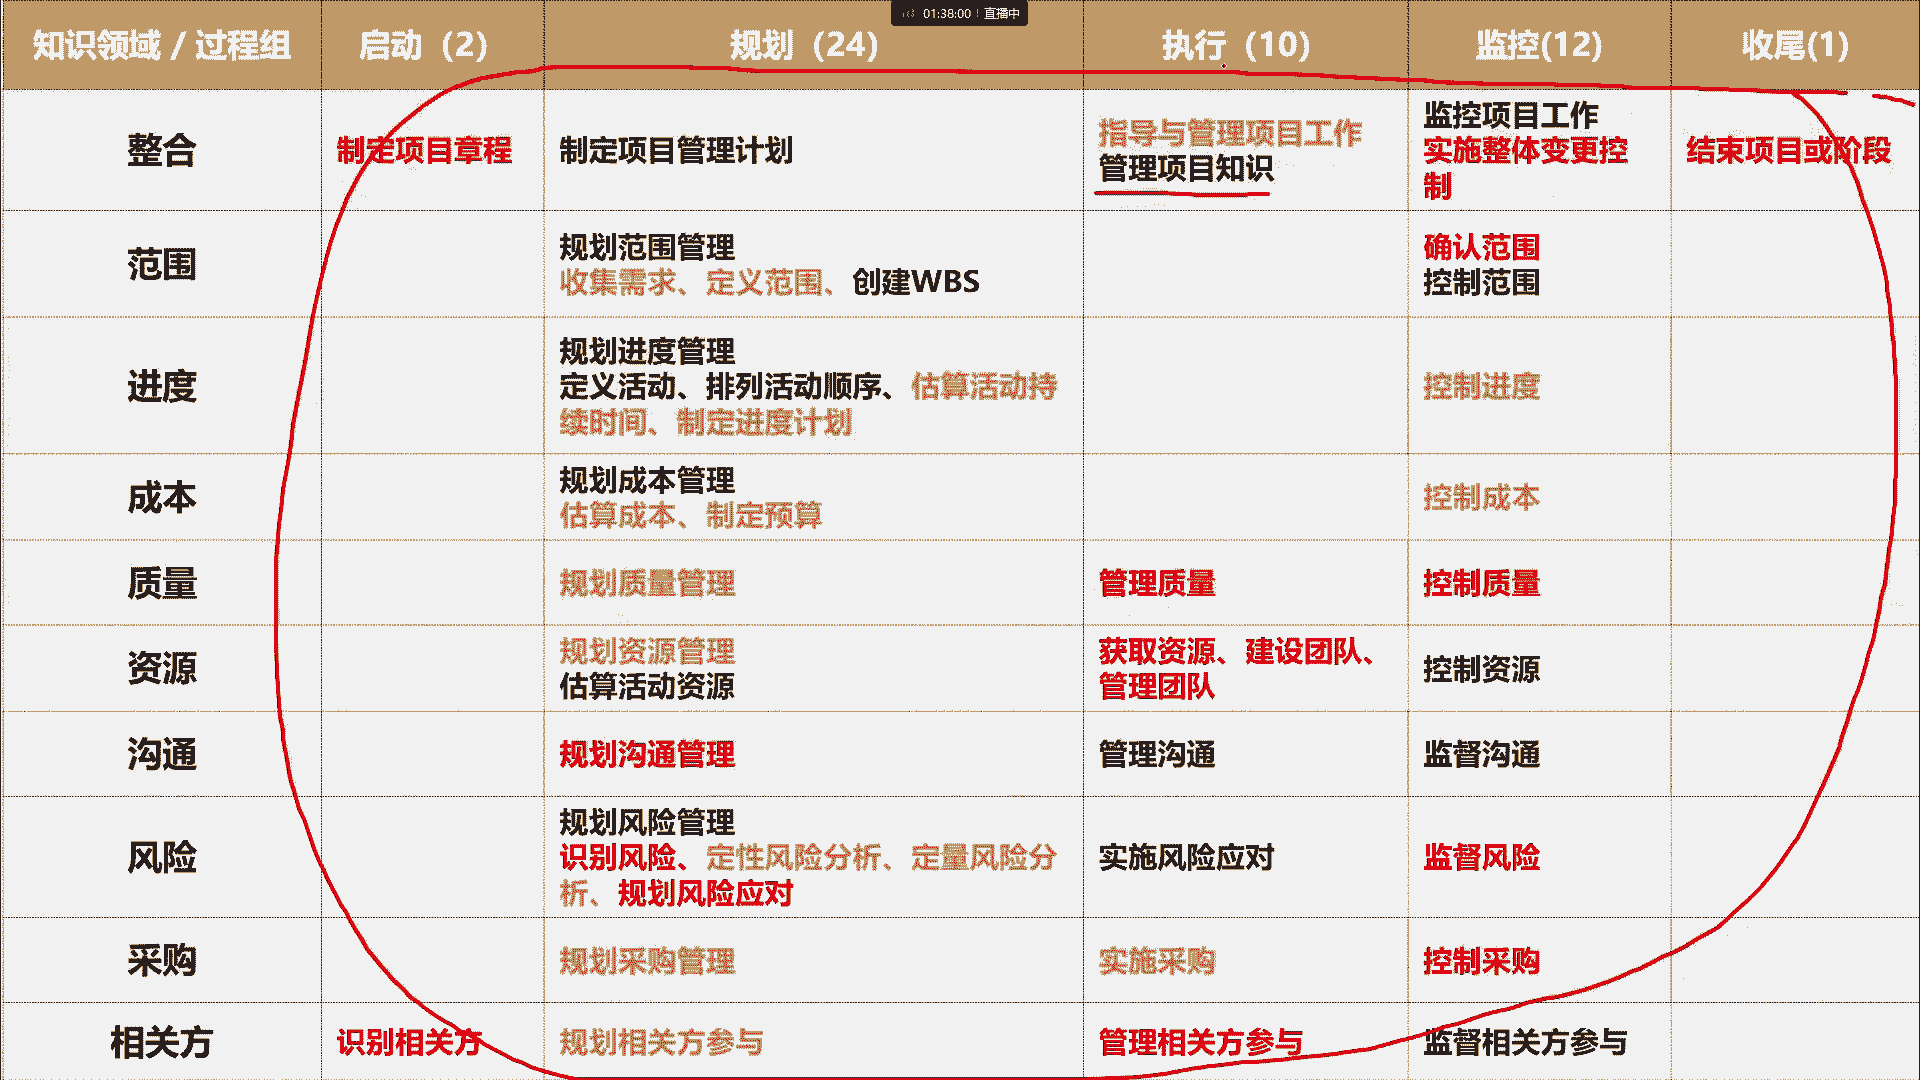 01:38:00 | 直播中
知识领域 / 过程组
启动（2）
规划（24）
执行（10）
监控(12)
收尾(1)
整合
制定项目章程
制定项目管理计划
指导与管理项目工作
管理项目知识
监控项目工作
实施整体变更控
制
结束项目或阶段
范围
规划范围管理
收集需求、定义范围、创建WBS
确认范围
控制范围
进度
规划进度管理
定义活动、排列活动顺序、估算活动持
续时间、制定进度计划
控制进度
成本
规划成本管理
估算成本、制定预算
控制成本
质量
规划质量管理
管理质量
控制质量
资源
规划资源管理
估算活动资源
获取资源、建设团队、
管理团队
控制资源
沟通
规划沟通管理
管理沟通
监督沟通
风险
规划风险管理
识别风险、定性风险分析、定量风险分
析、规划风险应对
实施风险应对
监督风险
采购
规划采购管理
实施采购
控制采购
相关方
识别相关方
规划相关方参与
管理相关方参与
监督相关方参与